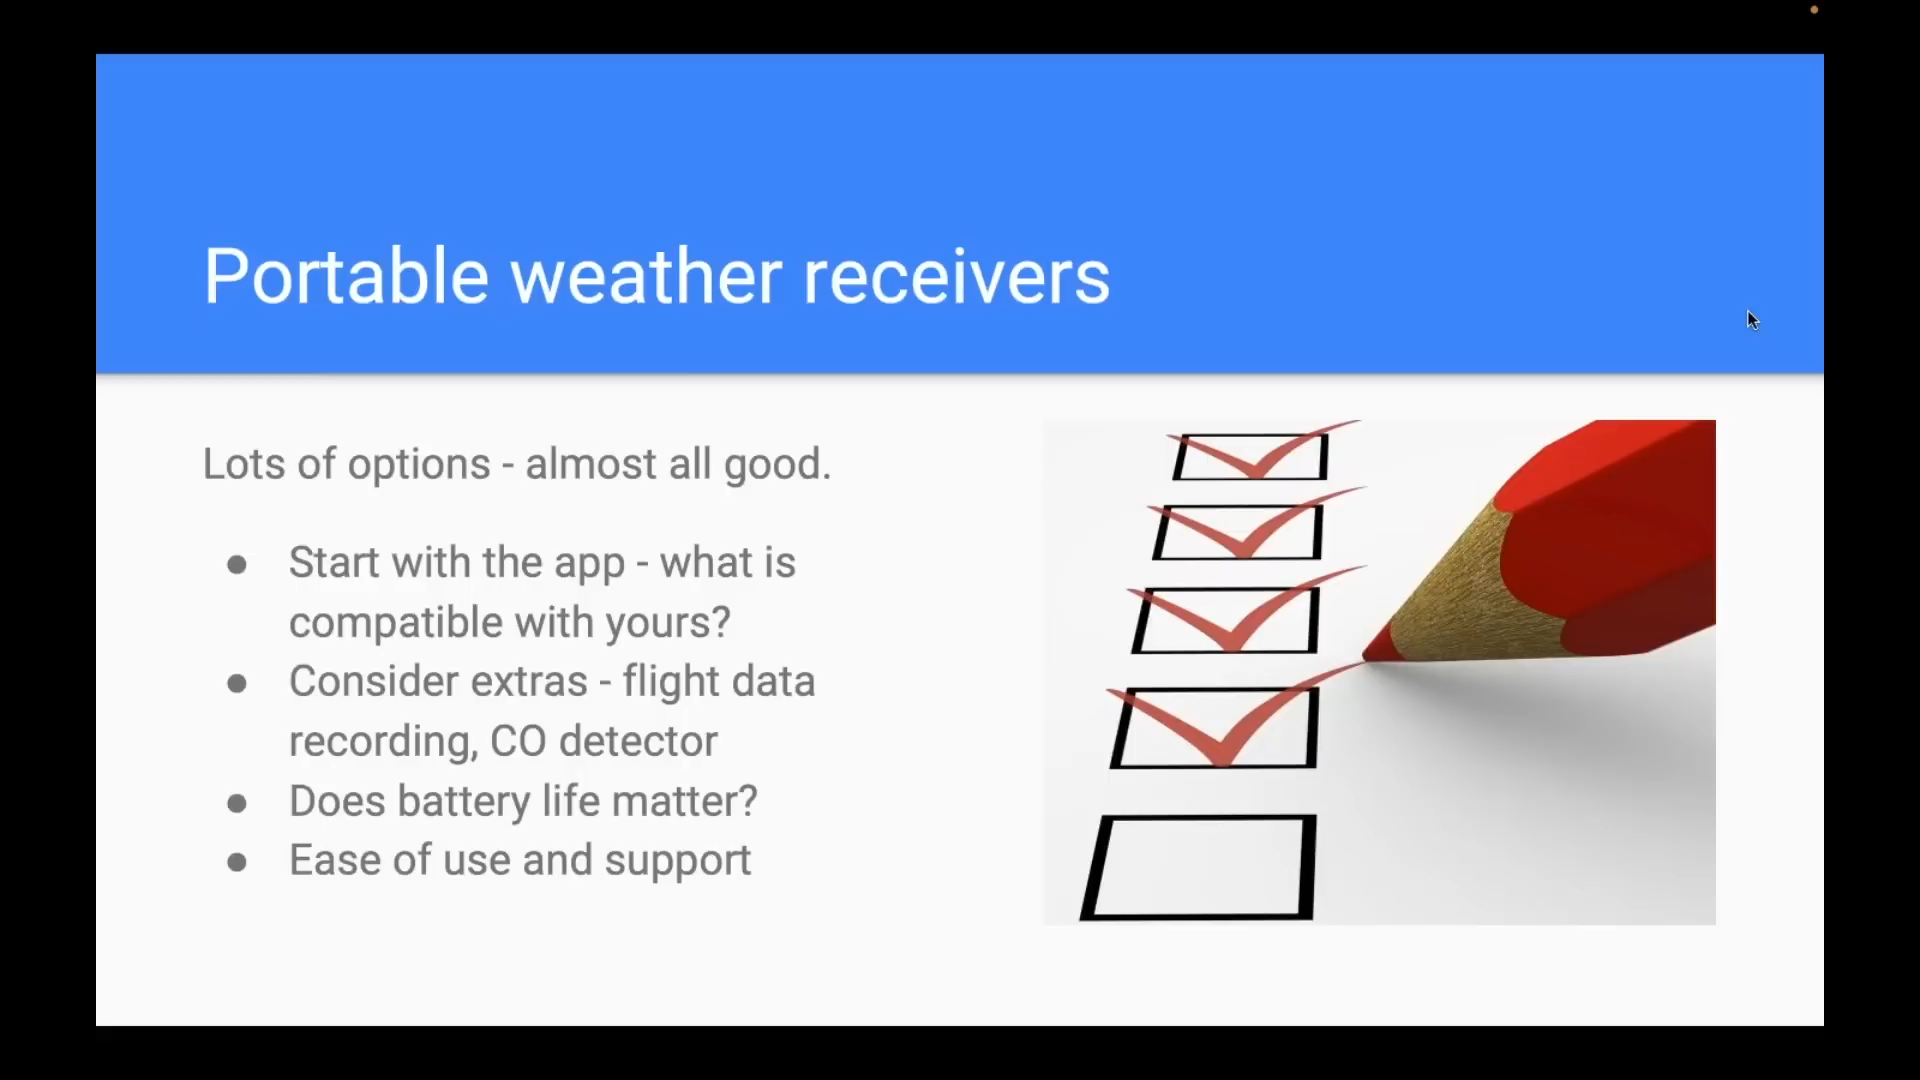 Portable weather receivers
Lots of options - almost all good.
● Start with the app - what is
compatible with yours?
● Consider extras - flight data
recording, CO detector
● Does battery life matter?
● Ease of use and support